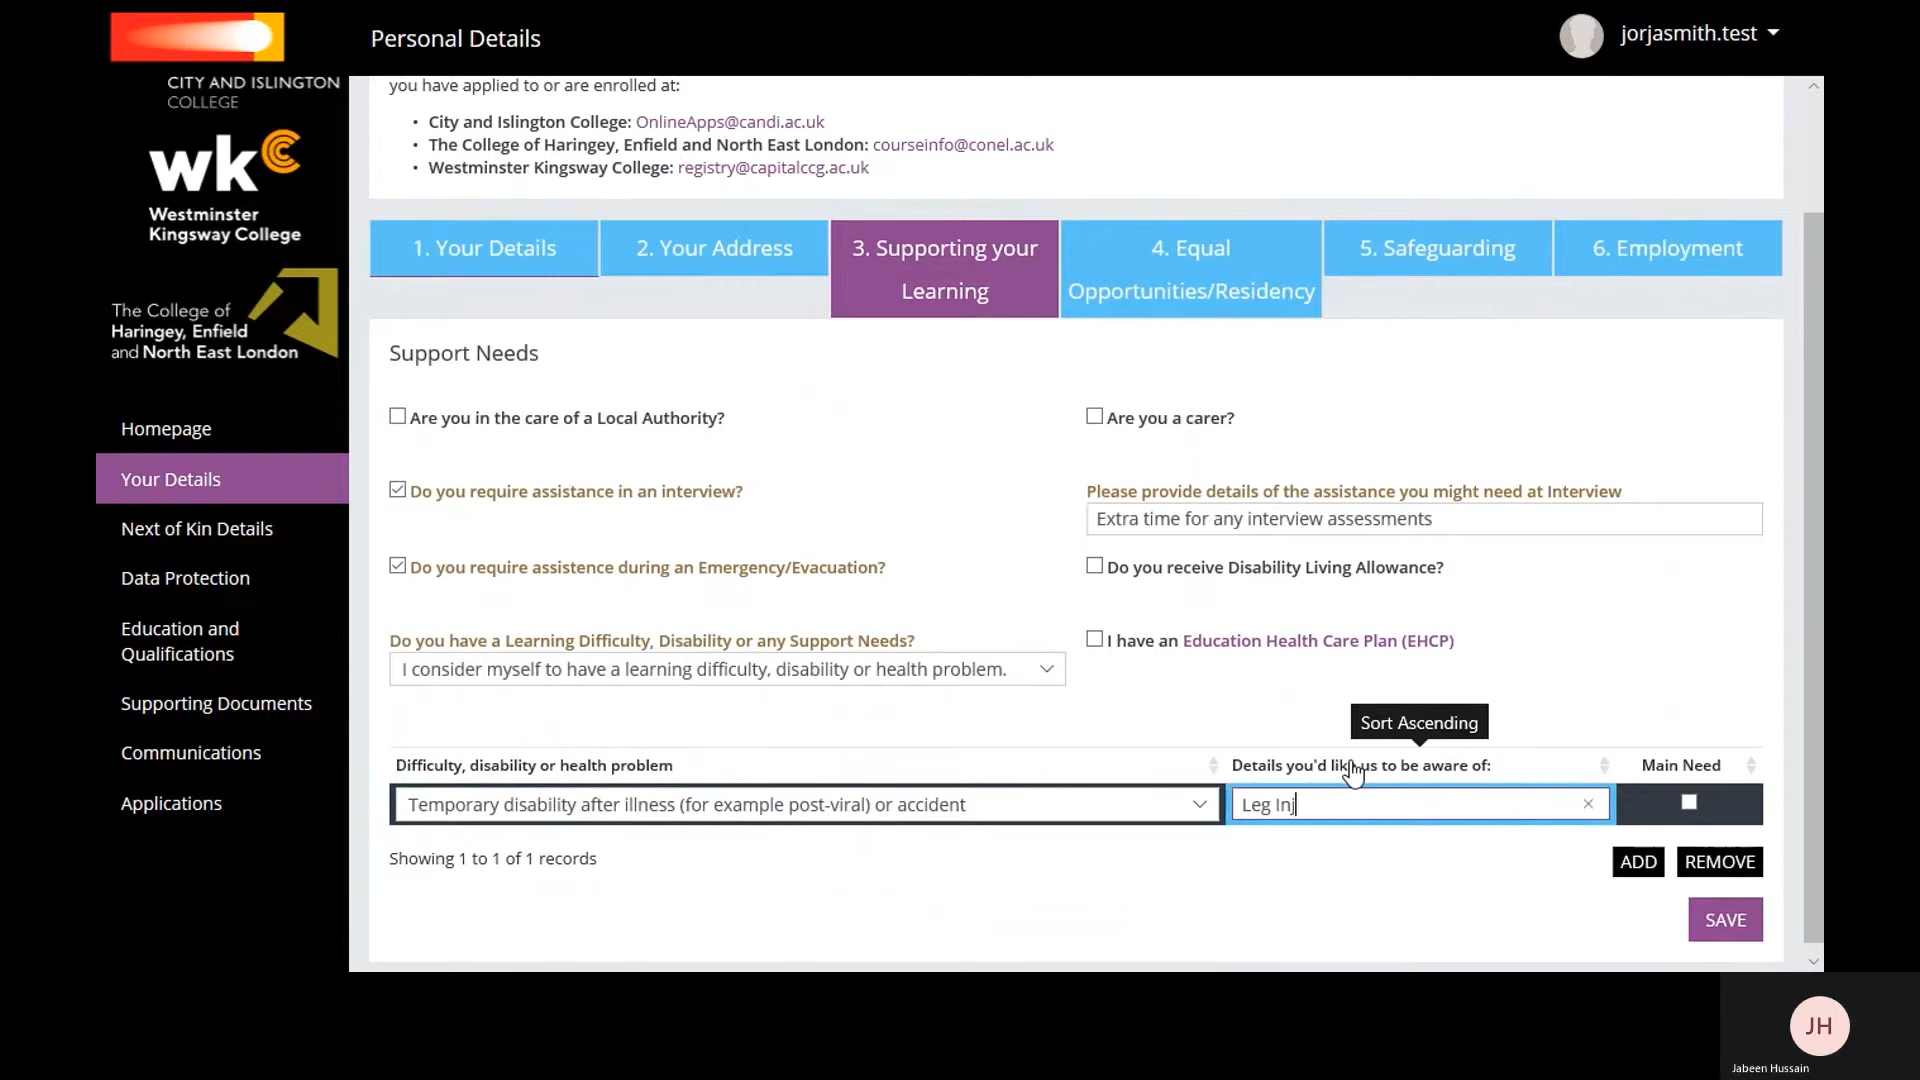 Personal Details
jorjasmith.test
CITY AND ISLINGTON
COLLEGE
wkc
Westminster
Kingsway College
The College of
Haringey, Enfield
and North East London
Homepage
Your Details
Next of Kin Details
Data Protection
Education and
Qualifications
Supporting Documents
Communications
Applications
you have applied to or are enrolled at:
• City and Islington College: OnlineApps@candi.ac.uk
• The College of Haringey, Enfield and North East London: courseinfo@conel.ac.uk
• Westminster Kingsway College: registry@capitalccg.ac.uk
1. Your Details
2. Your Address
3. Supporting your
Learning
4. Equal
Opportunities/Residency
5. Safeguarding
6. Employment
Support Needs
Are you in the care of a Local Authority?
Are you a carer?
Do you require assistance in an interview?
Please provide details of the assistance you might need at Interview
Extra time for any interview assessments
Do you require assistence during an Emergency/Evacuation?
Do you receive Disability Living Allowance?
Do you have a Learning Difficulty, Disability or any Support Needs?
I consider myself to have a learning difficulty, disability or health problem.
I have an Education Health Care Plan (EHCP)
Sort Ascending
Difficulty, disability or health problem
Details you'd like us to be aware of:
Main Need
Temporary disability after illness (for example post-viral) or accident
Leg Inj
Showing 1 to 1 of 1 records
ADD
REMOVE
SAVE
JH
Jabeen Hussain